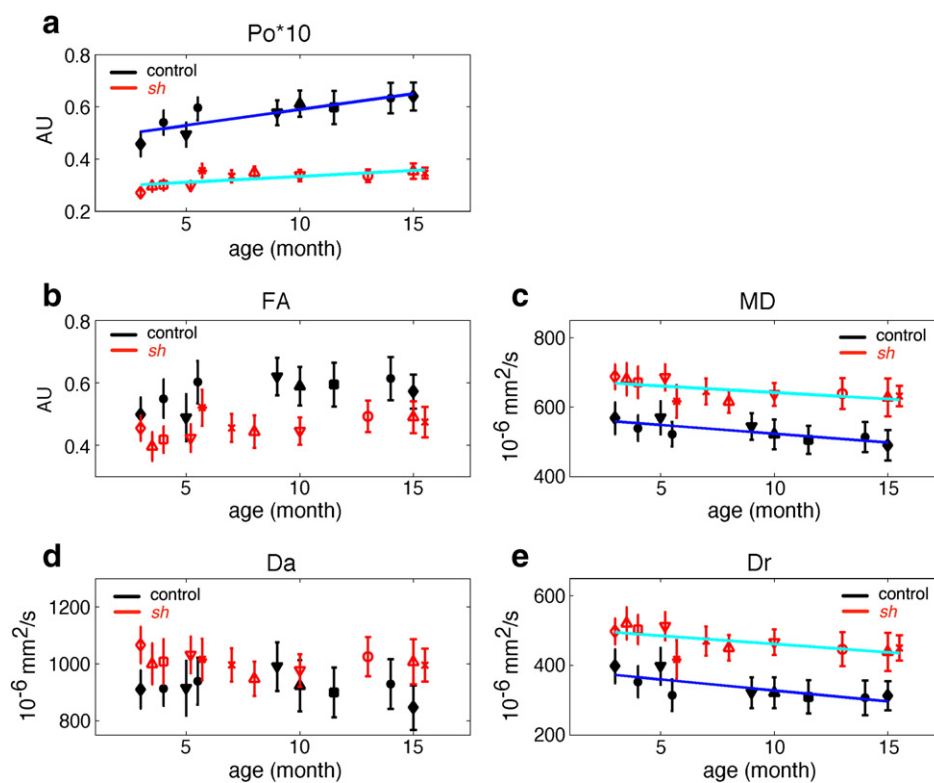 a
Po*10
0.8
0.6
0.4
0.2
AU
control
sh
5
10
15
age (month)
b
FA
0.8
0.6
0.4
AU
control
sh
5
10
15
age (month)
c
MD
800
600
400
10⁻⁶ mm²/s
sh
control
5
10
15
age (month)
d
Da
1200
1000
800
10⁻⁶ mm²/s
control
sh
5
10
15
age (month)
e
Dr
600
400
200
10⁻⁶ mm²/s
sh
control
5
10
15
age (month)